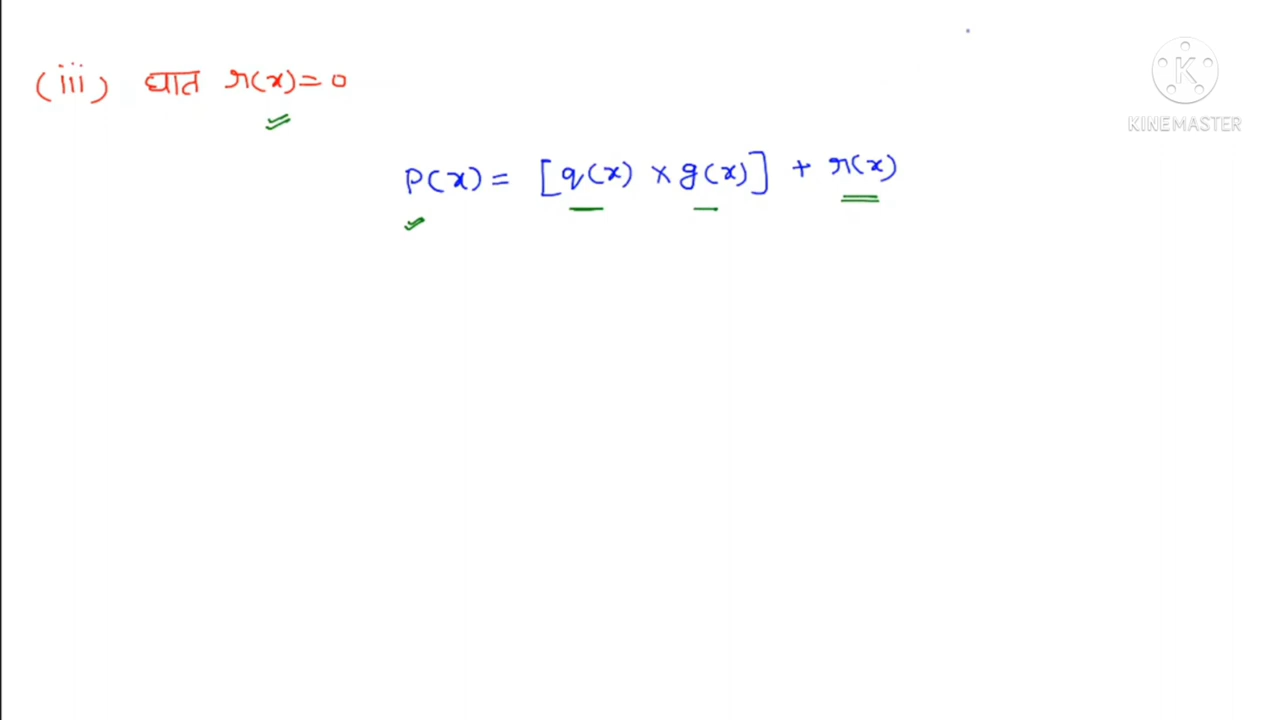 (iii) घात r(x)=0
P(x)= [q(x) × g(x)] + r(x)
KINEMASTER